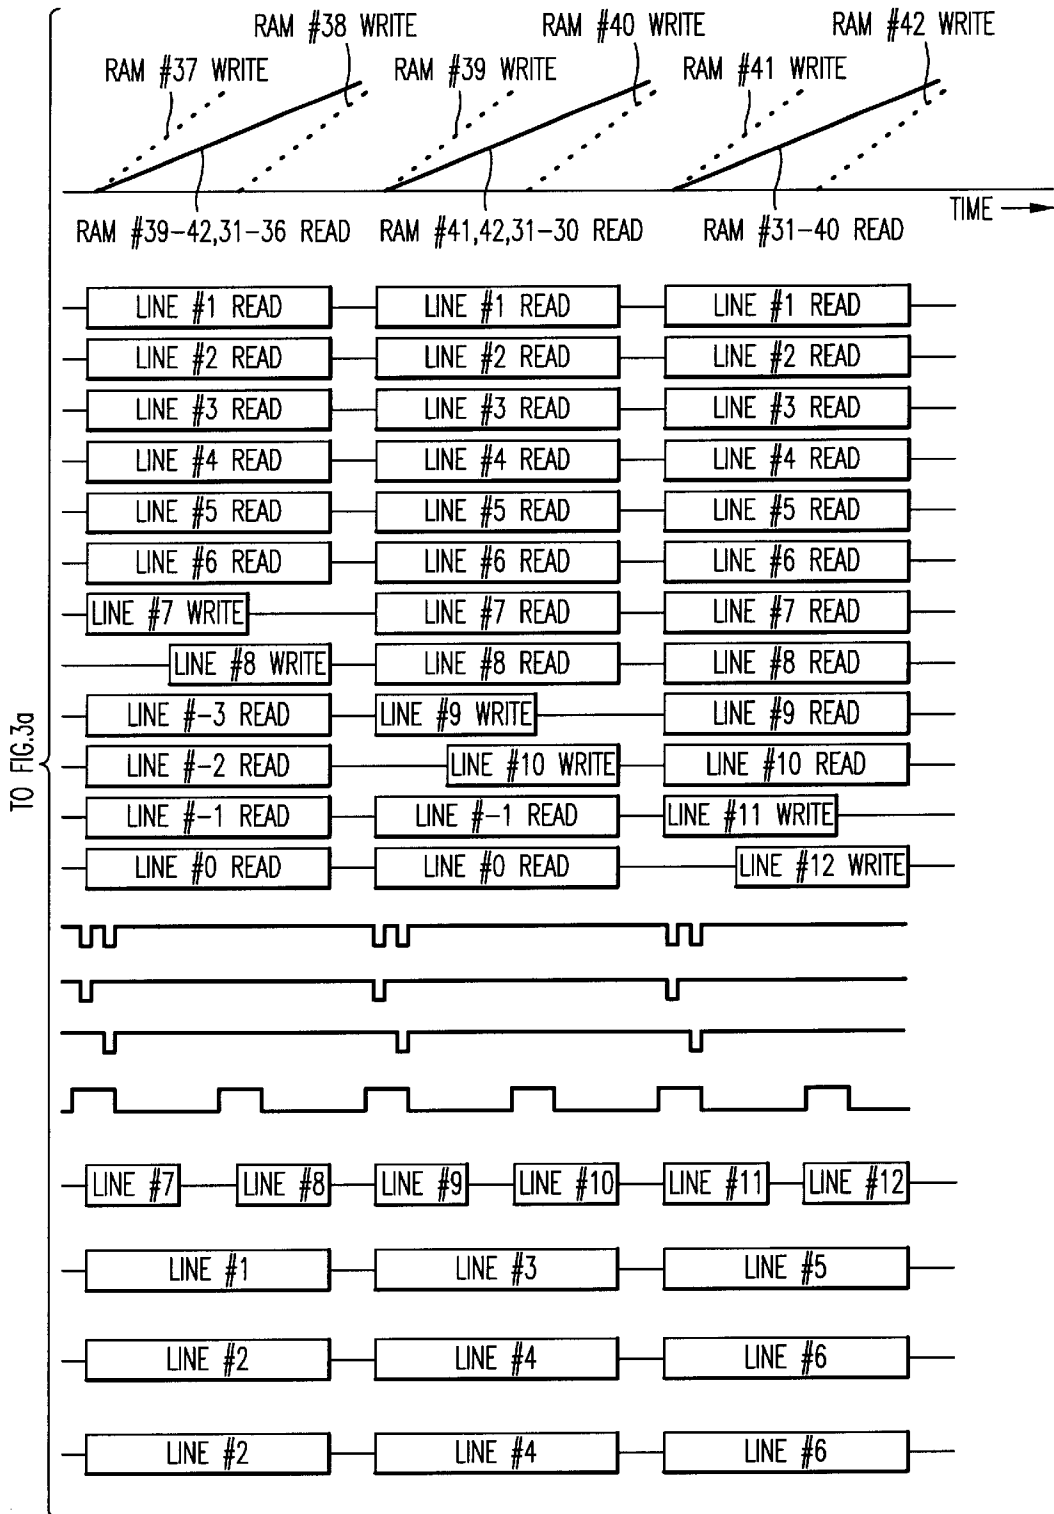 RAM #38 WRITE RAM #40 WRITE RAM #42 WRITE
RAM #37 WRITE RAM #39 WRITE RAM #41 WRITE
TIME
RAM #39-42,31-36 READ RAM #41,42,31-30 READ RAM #31-40 READ
LINE #1 READ LINE #1 READ LINE #1 READ
LINE #2 READ LINE #2 READ LINE #2 READ
LINE #3 READ LINE #3 READ LINE #3 READ
LINE #4 READ LINE #4 READ LINE #4 READ
LINE #5 READ LINE #5 READ LINE #5 READ
LINE #6 READ LINE #6 READ LINE #6 READ
LINE #7 WRITE LINE #7 READ LINE #7 READ
LINE #8 WRITE LINE #8 READ LINE #8 READ
LINE #-3 READ LINE #9 WRITE LINE #9 READ
LINE #-2 READ LINE #10 WRITE LINE #10 READ
LINE #-1 READ LINE #-1 READ LINE #11 WRITE
LINE #0 READ LINE #0 READ LINE #12 WRITE
TO FIG.3a
LINE #7 LINE #8 LINE #9 LINE #10 LINE #11 LINE #12
LINE #1 LINE #3 LINE #5
LINE #2 LINE #4 LINE #6
LINE #2 LINE #4 LINE #6